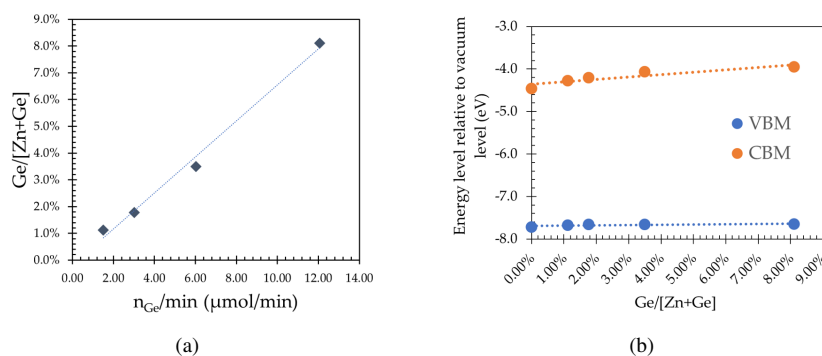 9.0%
8.0%
7.0%
6.0%
5.0%
4.0%
3.0%
2.0%
1.0%
0.0%
Ge/[Zn+Ge]
0.00 2.00 4.00 6.00 8.00 10.00 12.00 14.00
nGe/min (µmol/min)
(a)
-3.0
-4.0
-5.0
-6.0
-7.0
-8.0
Energy level relative to vacuum
level (eV)
VBM
CBM
0.00% 1.00% 2.00% 3.00% 4.00% 5.00% 6.00% 7.00% 8.00% 9.00%
Ge/[Zn+Ge]
(b)